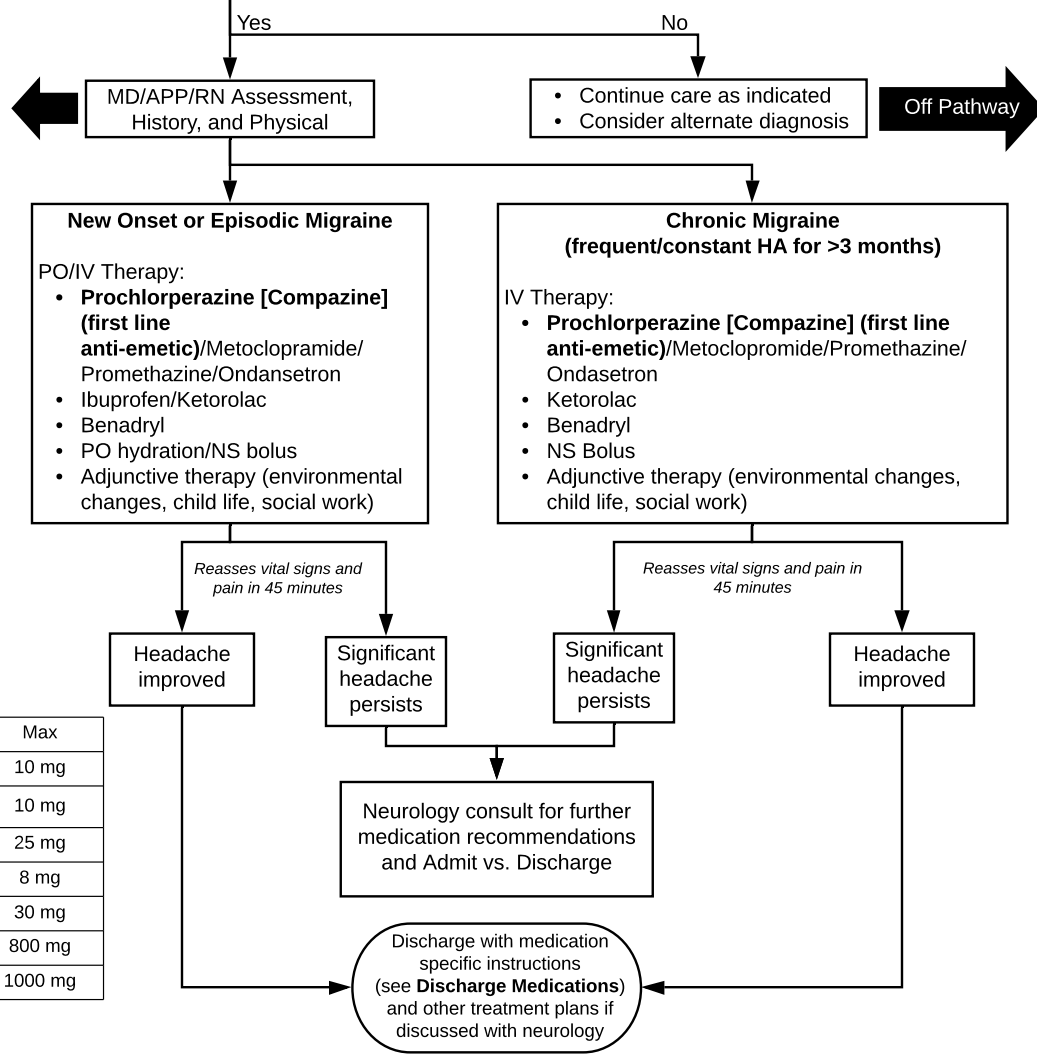 Yes
No
MD/APP/RN Assessment,
History, and Physical
• Continue care as indicated
• Consider alternate diagnosis
Off Pathway
New Onset or Episodic Migraine
PO/IV Therapy:
• Prochlorperazine [Compazine]
(first line
anti-emetic)/Metoclopramide/
Promethazine/Ondansetron
• Ibuprofen/Ketorolac
• Benadryl
• PO hydration/NS bolus
• Adjunctive therapy (environmental
changes, child life, social work)
Chronic Migraine
(frequent/constant HA for >3 months)
IV Therapy:
• Prochlorperazine [Compazine] (first line
anti-emetic)/Metoclopromide/Promethazine/
Ondasetron
• Ketorolac
• Benadryl
• NS Bolus
• Adjunctive therapy (environmental changes,
child life, social work)
Reasses vital signs and
pain in 45 minutes
Reasses vital signs and pain in
45 minutes
Headache
improved
Significant
headache
persists
Significant
headache
persists
Headache
improved
Max
10 mg
10 mg
25 mg
8 mg
30 mg
800 mg
1000 mg
Neurology consult for further
medication recommendations
and Admit vs. Discharge
Discharge with medication
specific instructions
(see Discharge Medications)
and other treatment plans if
discussed with neurology